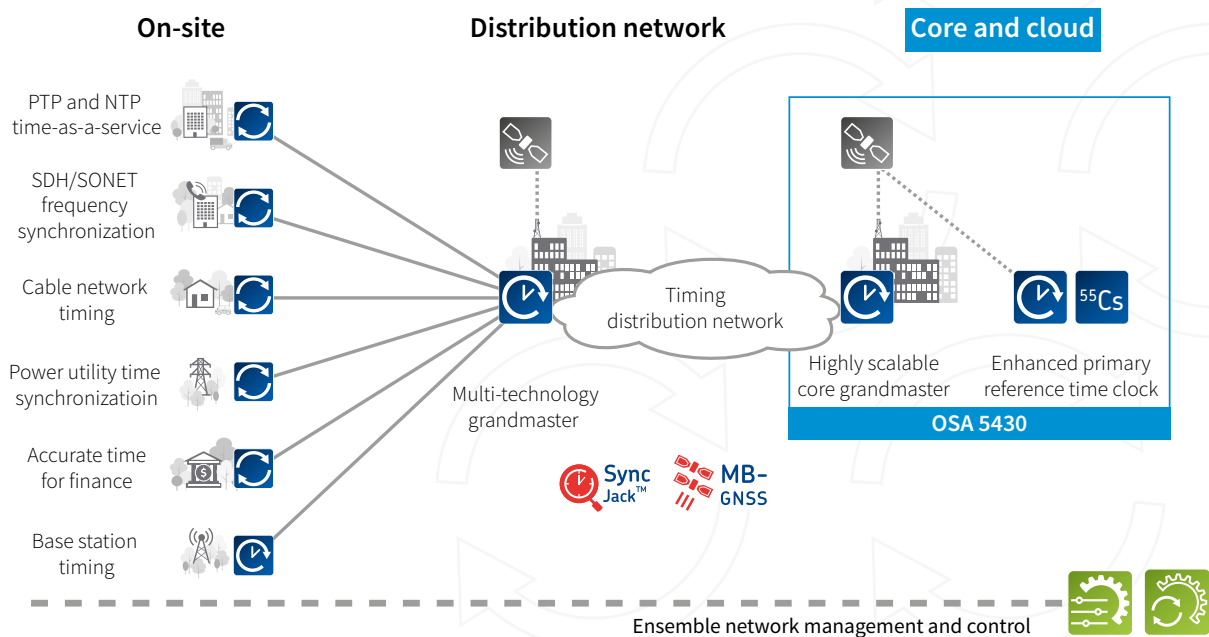 On-site
Distribution network
Core and cloud
PTP and NTP
time-as-a-service
SDH/SONET
frequency
synchronization
Cable network
timing
Power utility time
synchronizatioin
Accurate time
for finance
$
Base station
timing
Multi-technology
grandmaster
Timing
distribution network
Sync
Jack™
MB-
GNSS
55Cs
Highly scalable
core grandmaster
Enhanced primary
reference time clock
OSA 5430
Ensemble network management and control